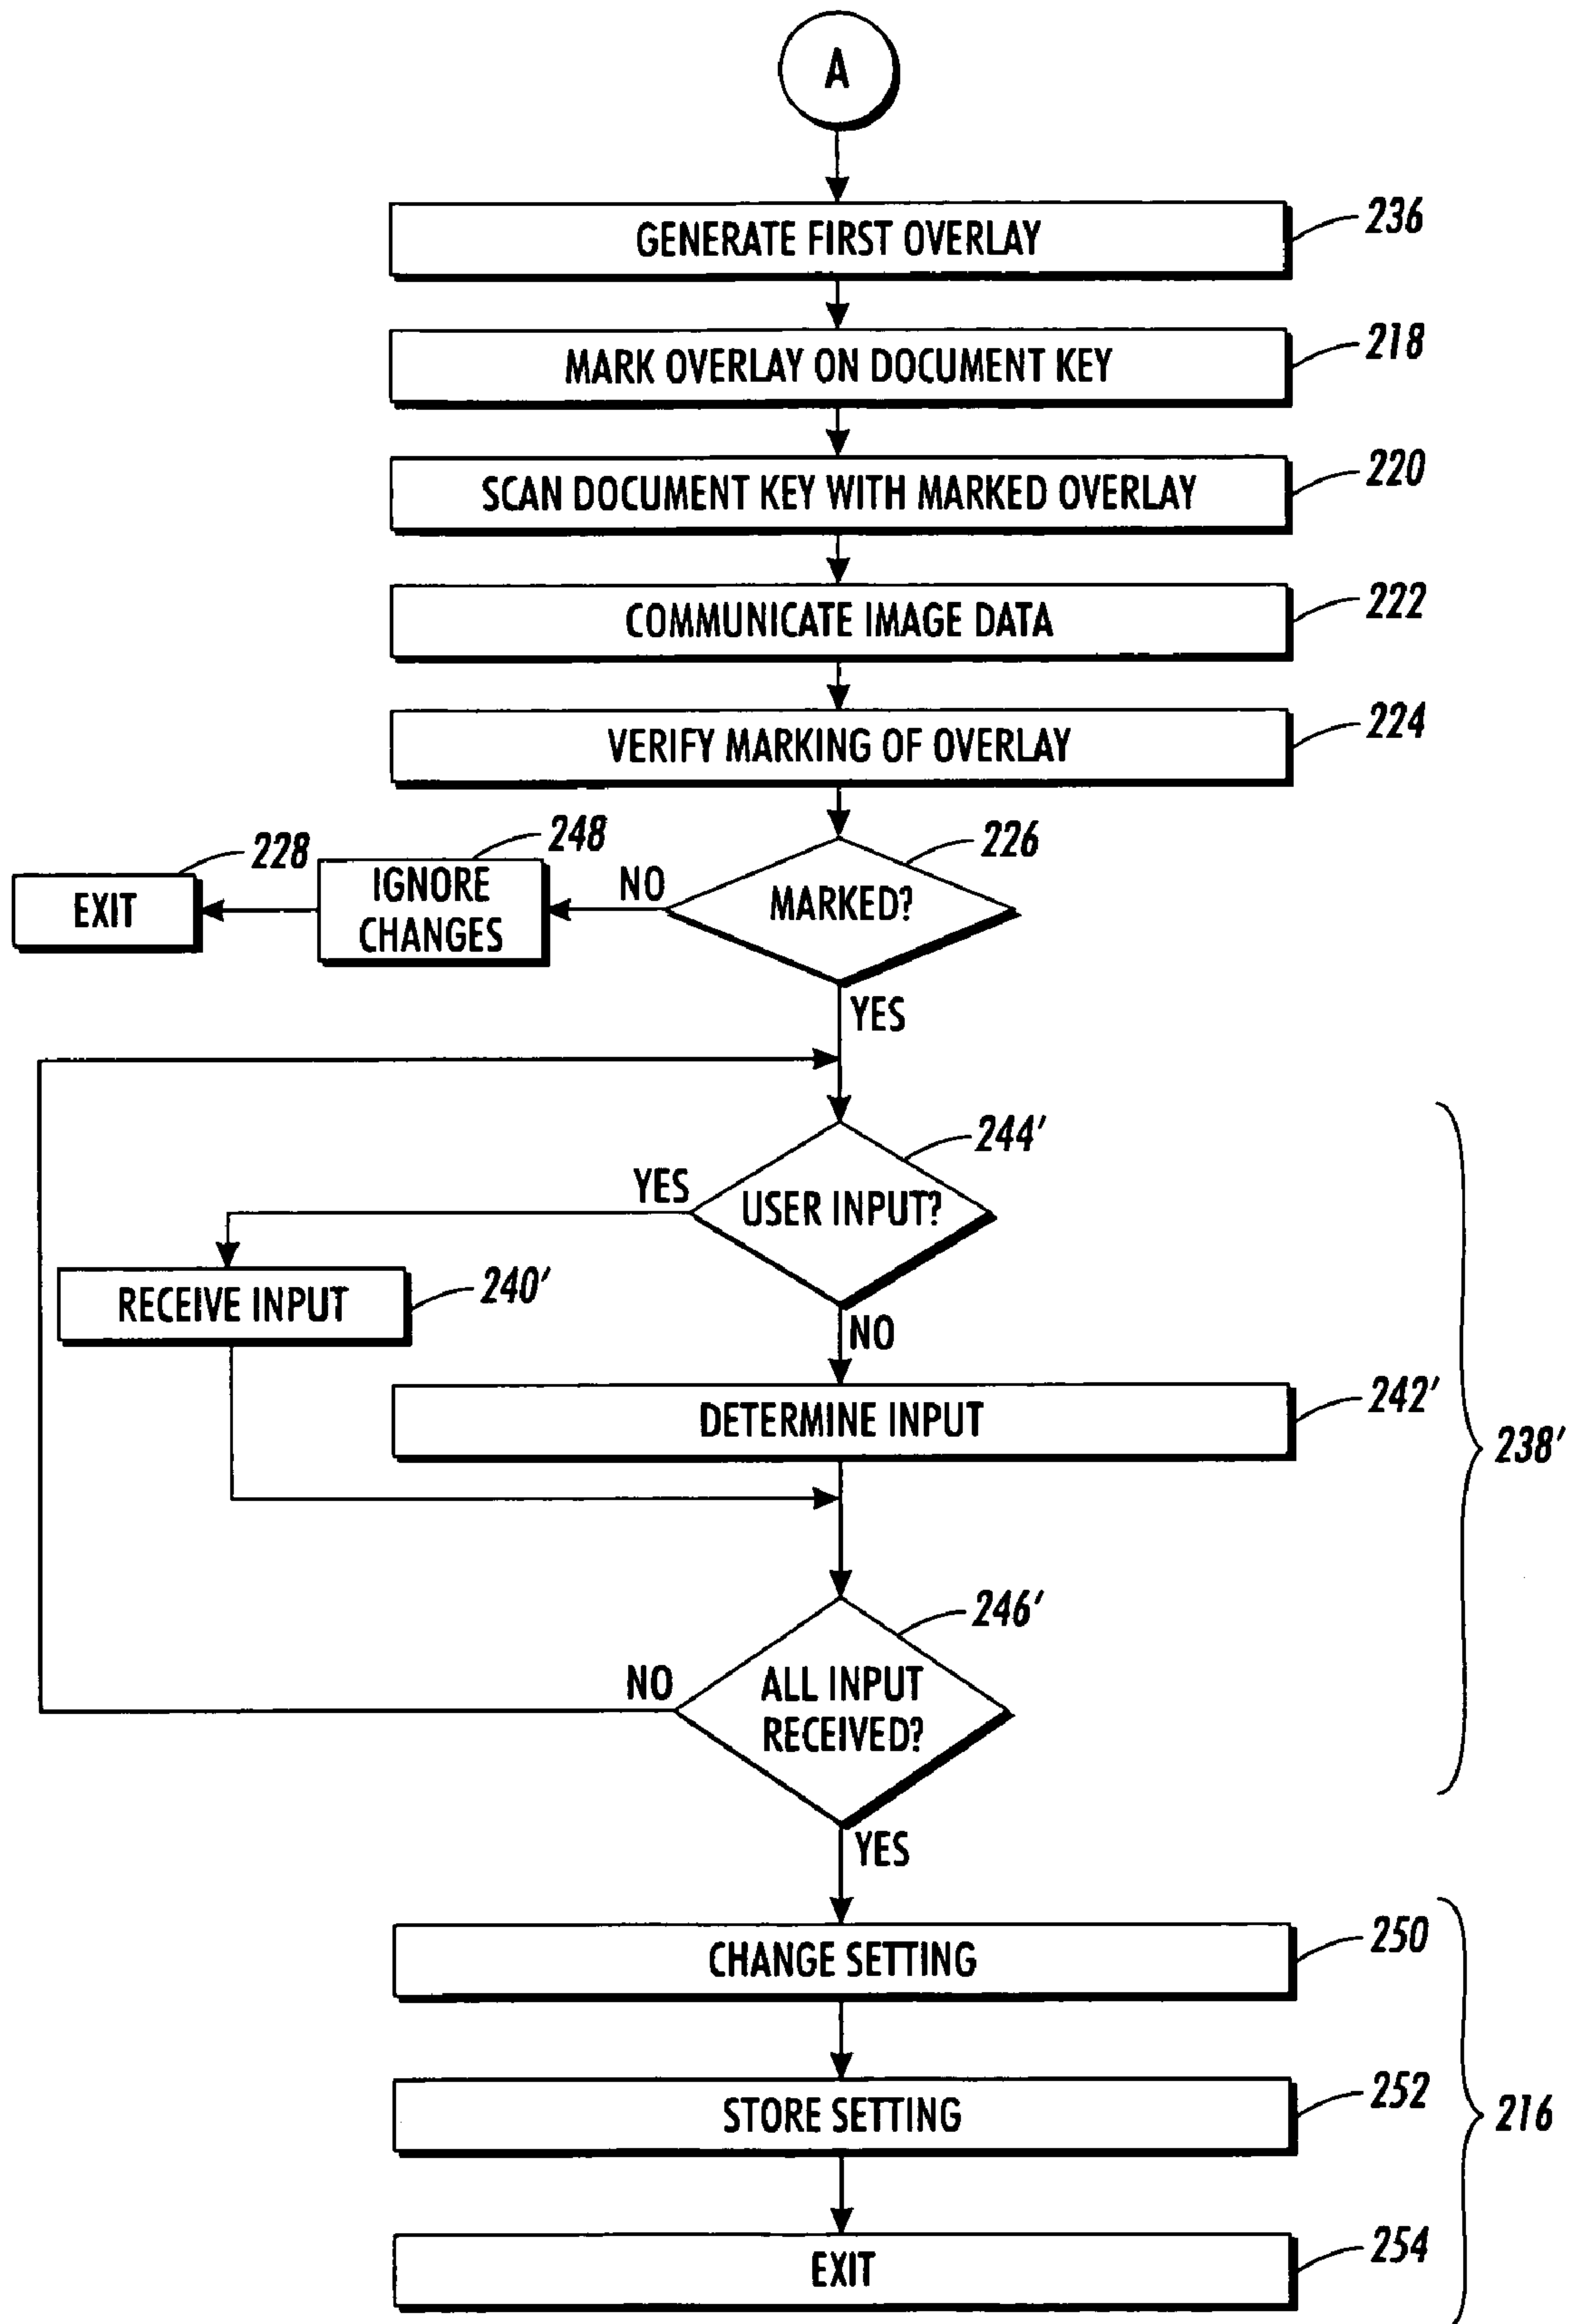 A
GENERATE FIRST OVERLAY
236
MARK OVERLAY ON DOCUMENT KEY
218
SCAN DOCUMENT KEY WITH MARKED OVERLAY
220
COMMUNICATE IMAGE DATA
222
VERIFY MARKING OF OVERLAY
224
MARKED?
226
NO
IGNORE
CHANGES
248
EXIT
228
YES
USER INPUT?
244'
YES
RECEIVE INPUT
240'
NO
DETERMINE INPUT
242'
238'
ALL INPUT
RECEIVED?
246'
NO
YES
CHANGE SETTING
250
STORE SETTING
252
216
EXIT
254